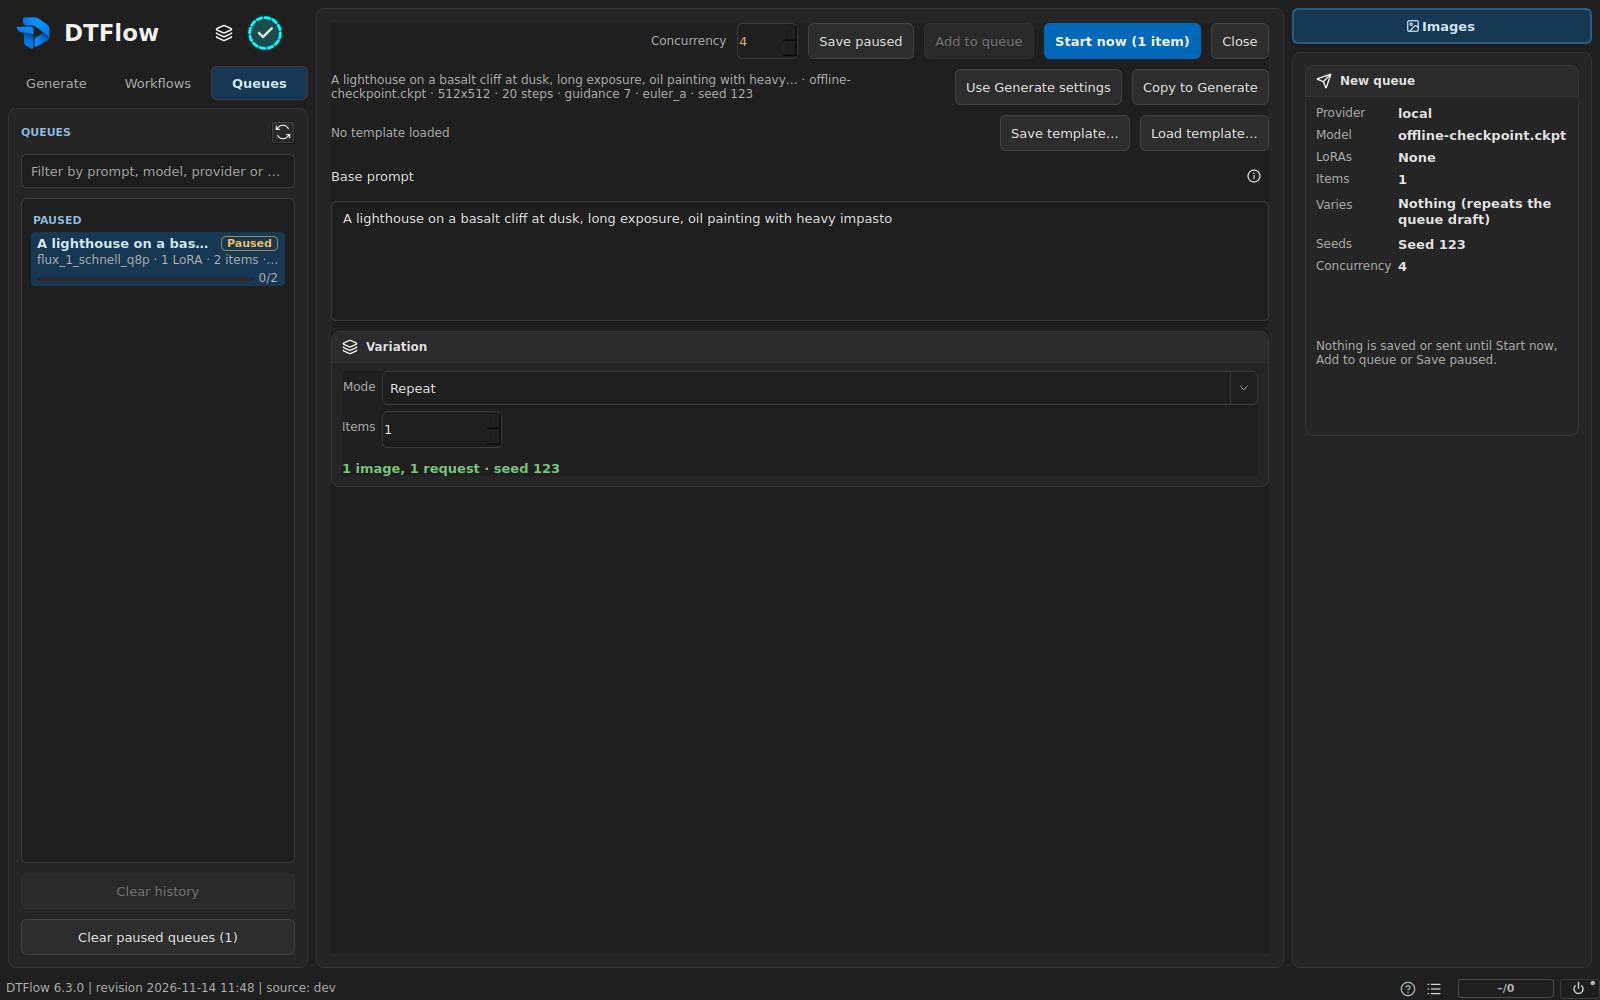 DTFlow
Generate
Workflows
Queues
QUEUES
Filter by prompt, model, provider or ...
PAUSED
A lighthouse on a bas...
Paused
flux_1_schnell_q8p · 1 LoRA · 2 items ·...
0/2
Clear history
Clear paused queues (1)
Concurrency
4
Save paused
Add to queue
Start now (1 item)
Close
A lighthouse on a basalt cliff at dusk, long exposure, oil painting with heavy... · offline-
checkpoint.ckpt · 512x512 · 20 steps · guidance 7 · euler_a · seed 123
Use Generate settings
Copy to Generate
No template loaded
Save template...
Load template...
Base prompt
A lighthouse on a basalt cliff at dusk, long exposure, oil painting with heavy impasto
Variation
Mode
Repeat
Items
1
1 image, 1 request · seed 123
Images
New queue
Provider
local
Model
offline-checkpoint.ckpt
LoRAs
None
Items
1
Varies
Nothing (repeats the
queue draft)
Seeds
Seed 123
Concurrency
4
Nothing is saved or sent until Start now,
Add to queue or Save paused.
DTFlow 6.3.0 | revision 2026-11-14 11:48 | source: dev
–/0